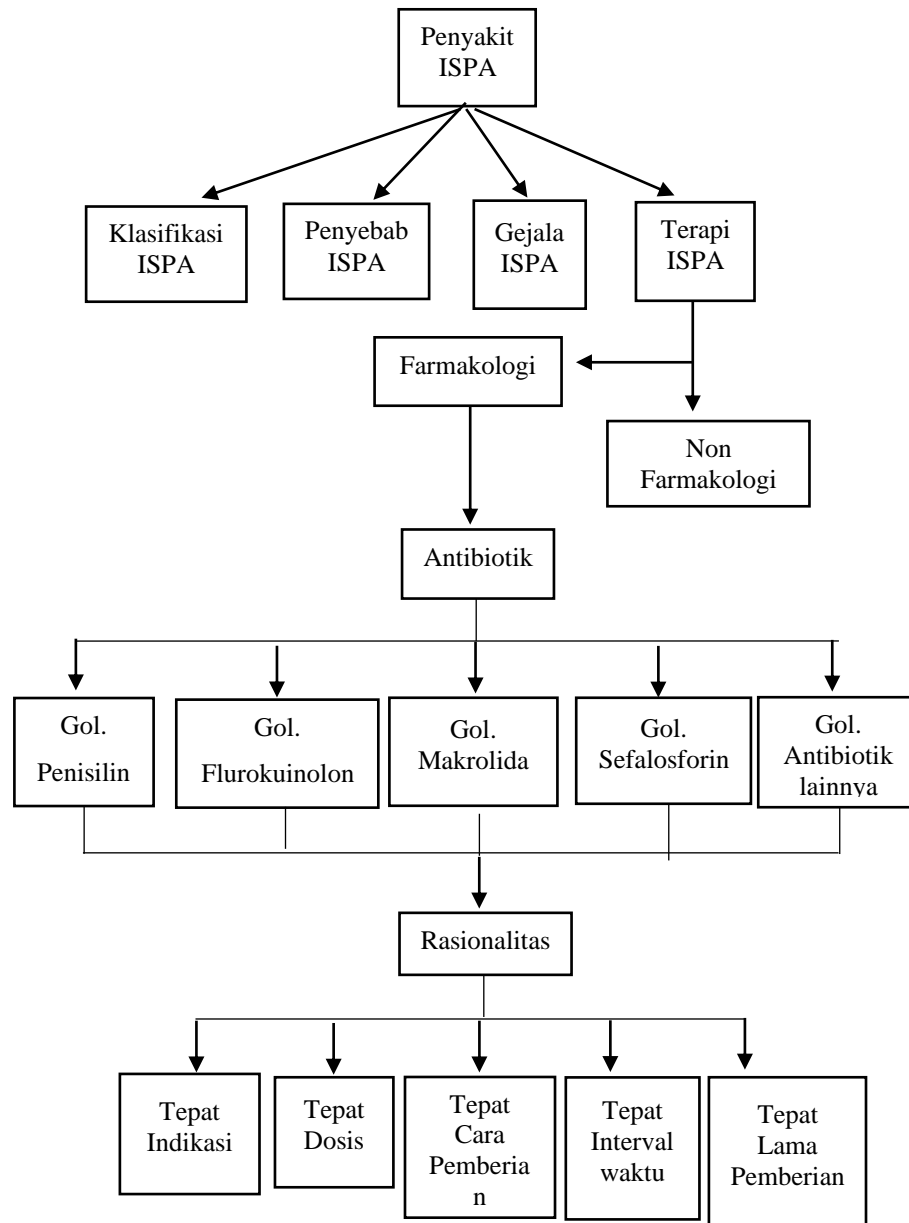 Penyakit
ISPA
Klasifikasi
ISPA
Penyebab
ISPA
Gejala
ISPA
Terapi
ISPA
Farmakologi
Non
Farmakologi
Antibiotik
Gol.
Penisilin
Gol.
Flurokuinolon
Gol.
Makrolida
Gol.
Sefalosforin
Gol.
Antibiotik
lainnya
Rasionalitas
Tepat
Indikasi
Tepat
Dosis
Tepat
Cara
Pemberia
n
Tepat
Interval
waktu
Tepat
Lama
Pemberian